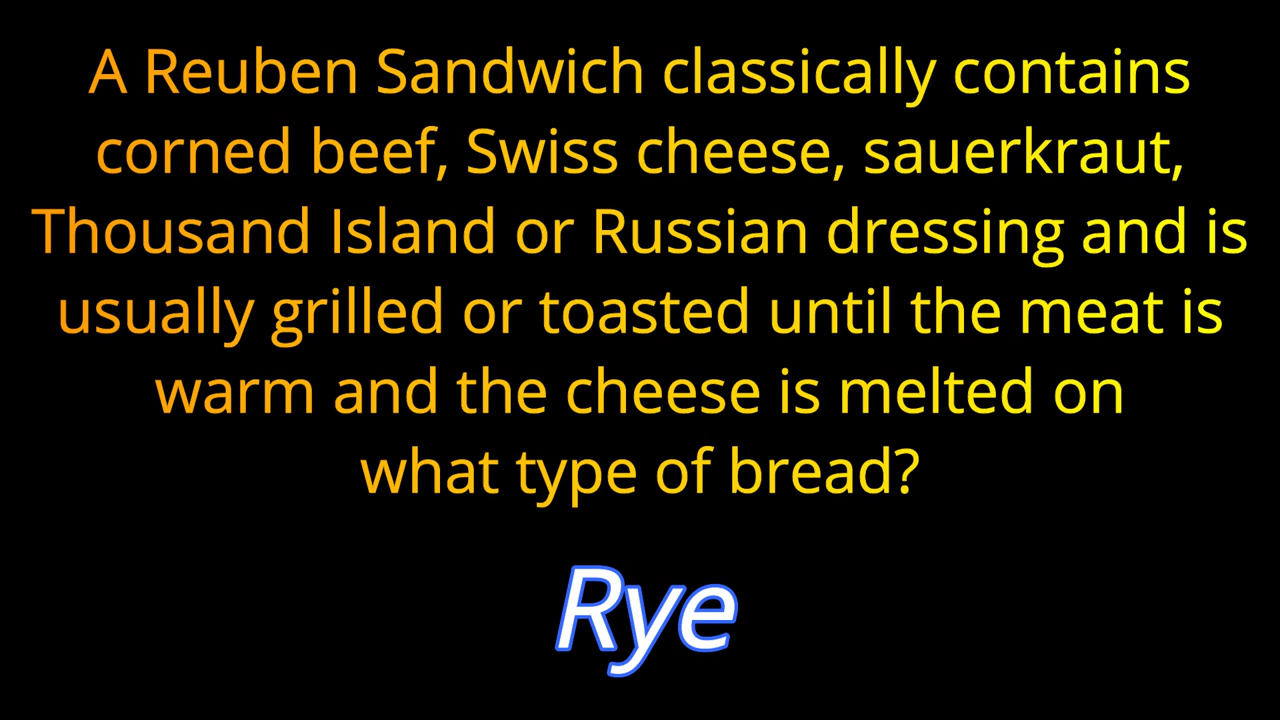 A Reuben Sandwich classically contains
corned beef, Swiss cheese, sauerkraut,
Thousand Island or Russian dressing and is
usually grilled or toasted until the meat is
warm and the cheese is melted on
what type of bread?
Rye